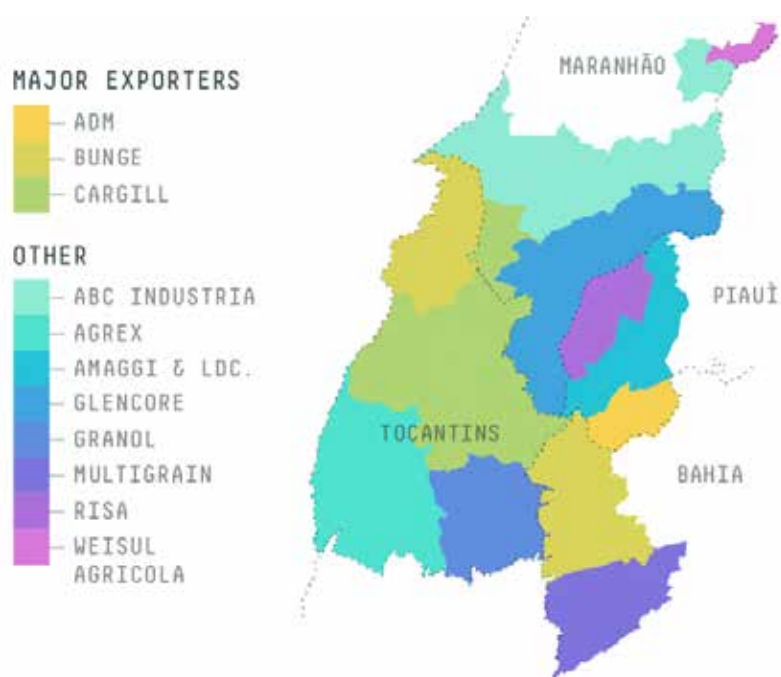 MAJOR EXPORTERS
ADM
BUNGE
CARGILL
OTHER
ABC INDUSTRIA
AGREX
AMAGGI & LDC.
GLENCORE
GRANOL
MULTIGRAIN
RISA
WEISUL
AGRICOLA
MARANHÃO
PIAUÌ
TOCANTINS
BAHIA